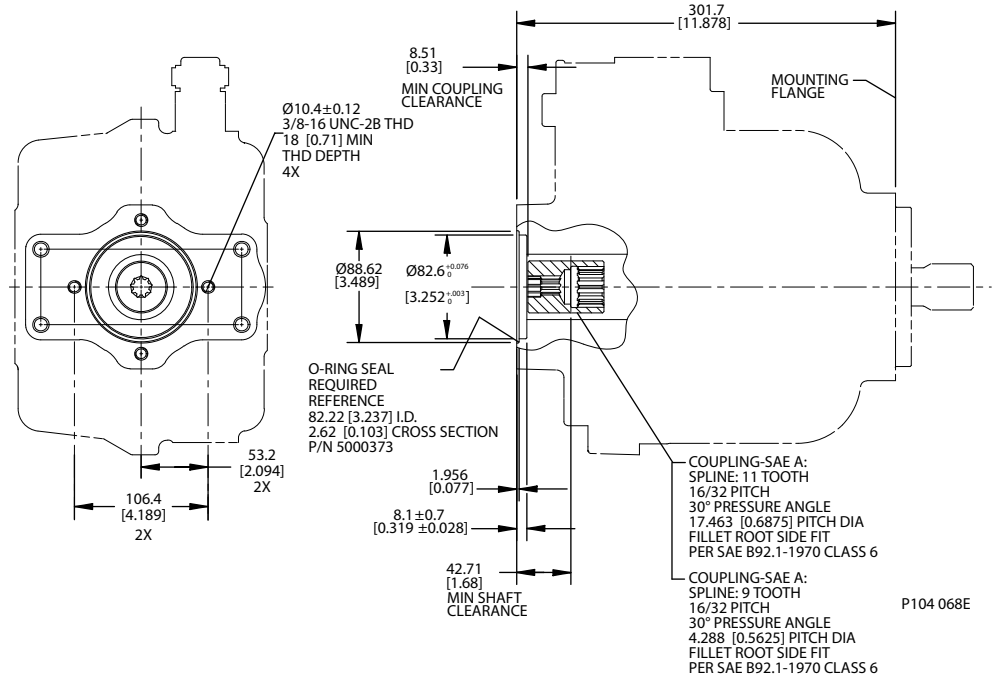 301.7
[11.878]
8.51
[0.33]
MIN COUPLING
CLEARANCE
MOUNTING
FLANGE
Ø10.4±0.12
3/8-16 UNC-2B THD
18 [0.71] MIN
THD DEPTH
4X
Ø88.62
[3.489]
Ø82.6 +0.076 0
[3.252 +.003 0]
O-RING SEAL
REQUIRED
REFERENCE
82.22 [3.237] I.D.
2.62 [0.103] CROSS SECTION
P/N 5000373
53.2
[2.094]
2X
106.4
[4.189]
2X
1.956
[0.077]
8.1±0.7
[0.319 ±0.028]
42.71
[1.68]
MIN SHAFT
CLEARANCE
COUPLING-SAE A:
SPLINE: 11 TOOTH
16/32 PITCH
30° PRESSURE ANGLE
17.463 [0.6875] PITCH DIA
FILLET ROOT SIDE FIT
PER SAE B92.1-1970 CLASS 6
COUPLING-SAE A:
SPLINE: 9 TOOTH
16/32 PITCH
30° PRESSURE ANGLE
4.288 [0.5625] PITCH DIA
FILLET ROOT SIDE FIT
PER SAE B92.1-1970 CLASS 6
P104 068E